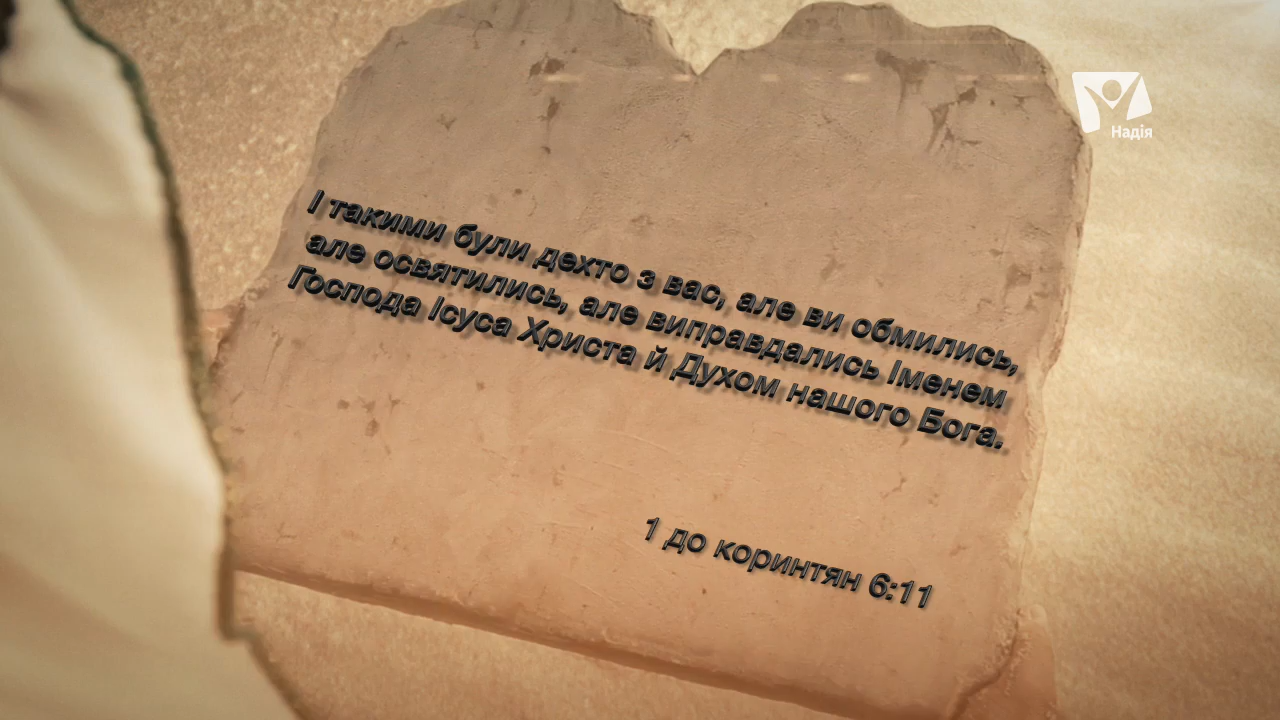 Надія
І такими були дехто з вас, але ви обмились,
але освятились, але виправдались Іменем
Господа Ісуса Христа й Духом нашого Бога.
1 до коринтян 6:11